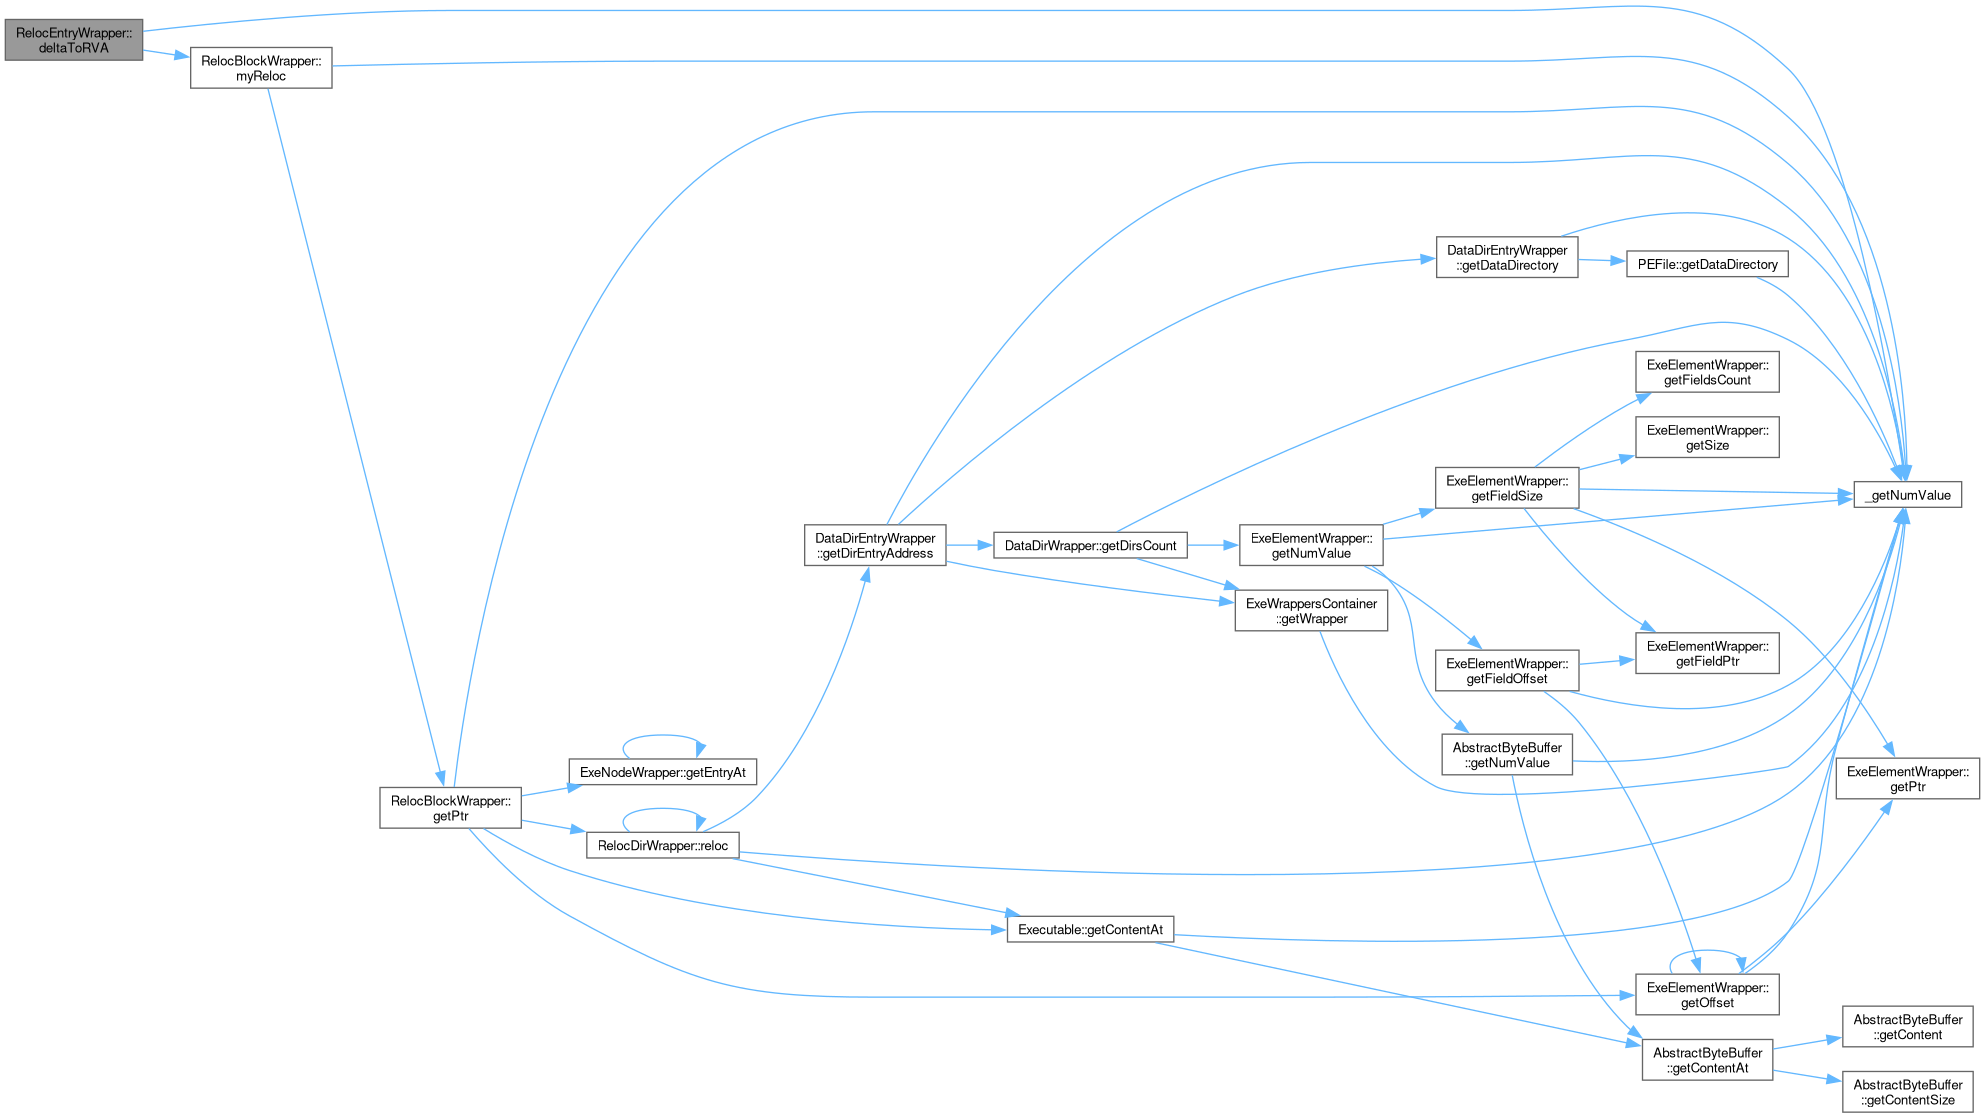 RelocEntryWrapper::
deltaToRVA
RelocBlockWrapper::
myReloc
RelocBlockWrapper::
getPtr
ExeNodeWrapper::getEntryAt
RelocDirWrapper::reloc
DataDirEntryWrapper
::getDirEntryAddress
DataDirWrapper::getDirsCount
Executable::getContentAt
ExeElementWrapper::
getNumValue
ExeWrappersContainer
::getWrapper
DataDirEntryWrapper
::getDataDirectory
ExeElementWrapper::
getFieldSize
ExeElementWrapper::
getFieldOffset
AbstractByteBuffer
::getNumValue
PEFile::getDataDirectory
ExeElementWrapper::
getFieldsCount
ExeElementWrapper::
getSize
ExeElementWrapper::
getFieldPtr
ExeElementWrapper::
getOffset
AbstractByteBuffer
::getContentAt
_getNumValue
ExeElementWrapper::
getPtr
AbstractByteBuffer
::getContent
AbstractByteBuffer
::getContentSize